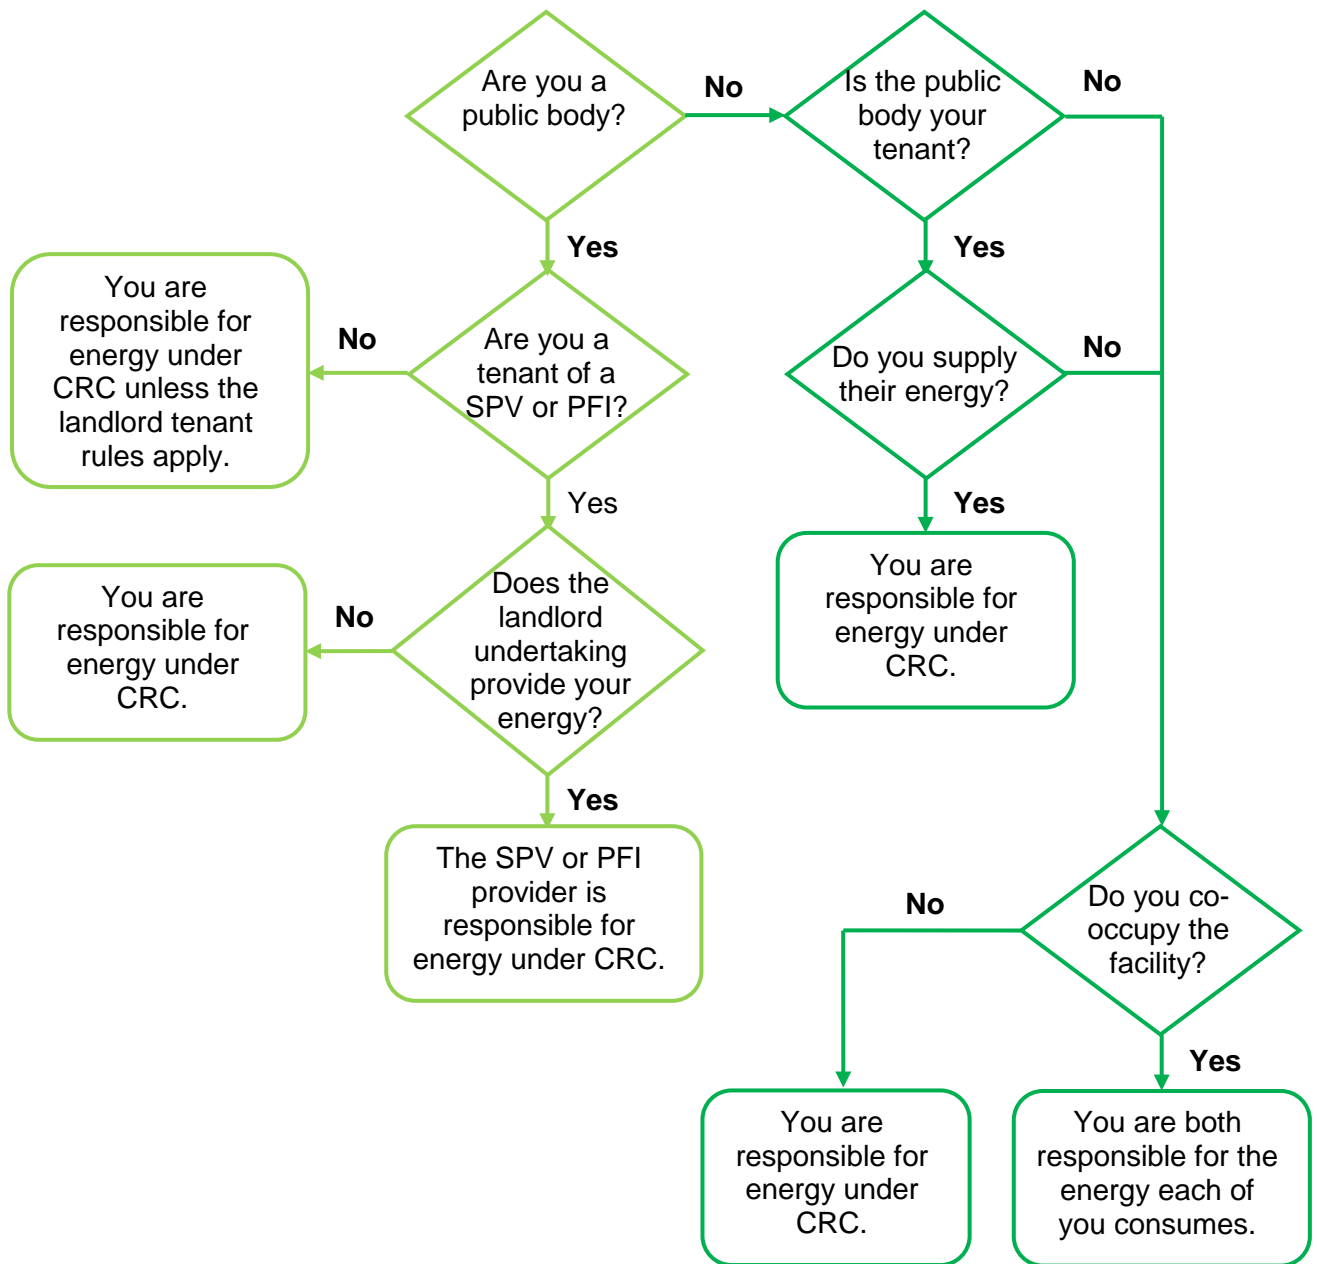 Are you a
public body?
No
Is the public
body your
tenant?
No
Yes
Yes
You are
responsible for
energy under
CRC unless the
landlord tenant
rules apply.
No
Are you a
tenant of a
SPV or PFI?
Do you supply
their energy?
No
Yes
Yes
You are
responsible for
energy under
CRC.
No
Does the
landlord
undertaking
provide your
energy?
You are
responsible for
energy under
CRC.
Yes
The SPV or PFI
provider is
responsible for
energy under CRC.
No
Do you co-
occupy the
facility?
Yes
You are
responsible for
energy under
CRC.
You are both
responsible for the
energy each of
you consumes.